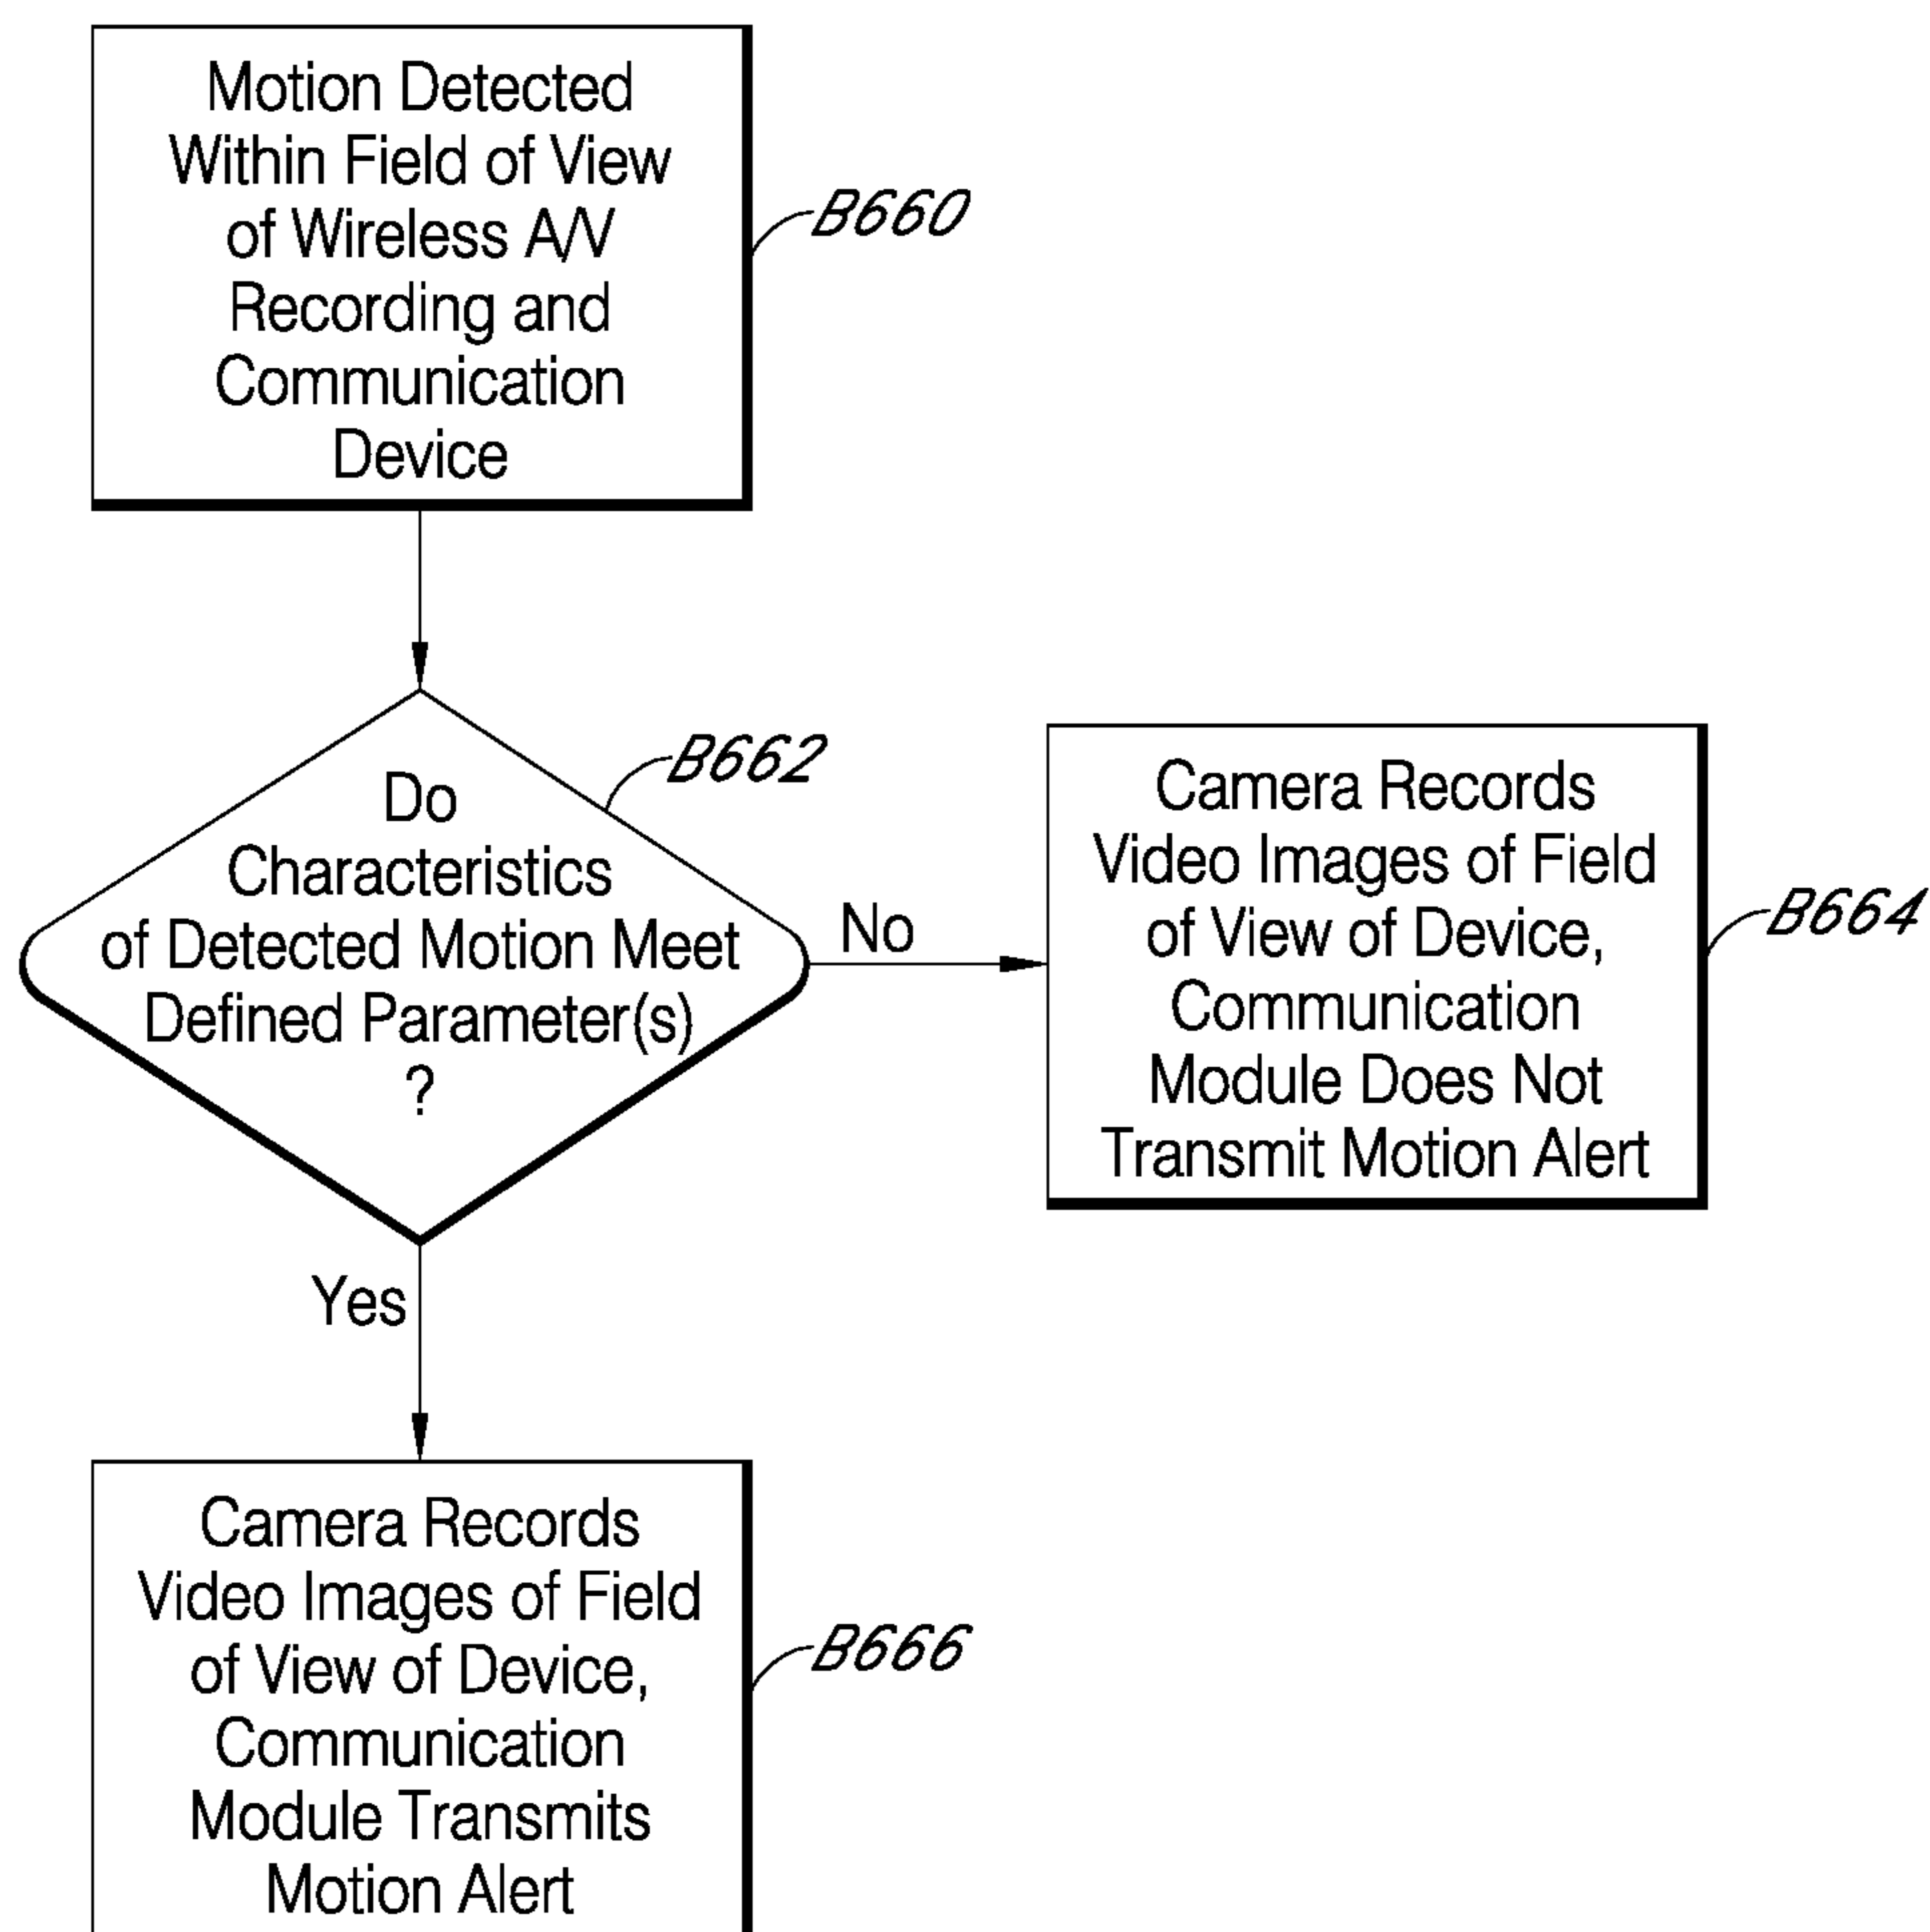 Motion Detected
Within Field of View
of Wireless A/V
Recording and
Communication
Device
B660
Do
Characteristics
of Detected Motion Meet
Defined Parameter(s)
?
B662
No
Camera Records
Video Images of Field
of View of Device,
Communication
Module Does Not
Transmit Motion Alert
B664
Yes
Camera Records
Video Images of Field
of View of Device,
Communication
Module Transmits
Motion Alert
B666